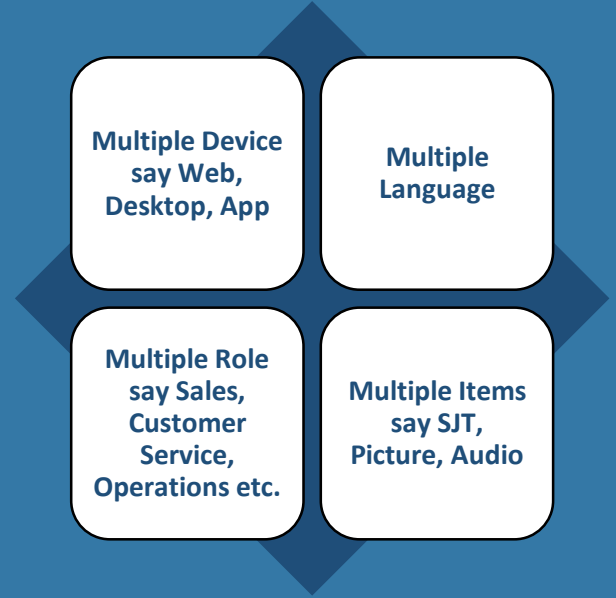 Multiple Device
say Web,
Desktop, App
Multiple
Language
Multiple Role
say Sales,
Customer
Service,
Operations etc.
Multiple Items
say SJT,
Picture, Audio